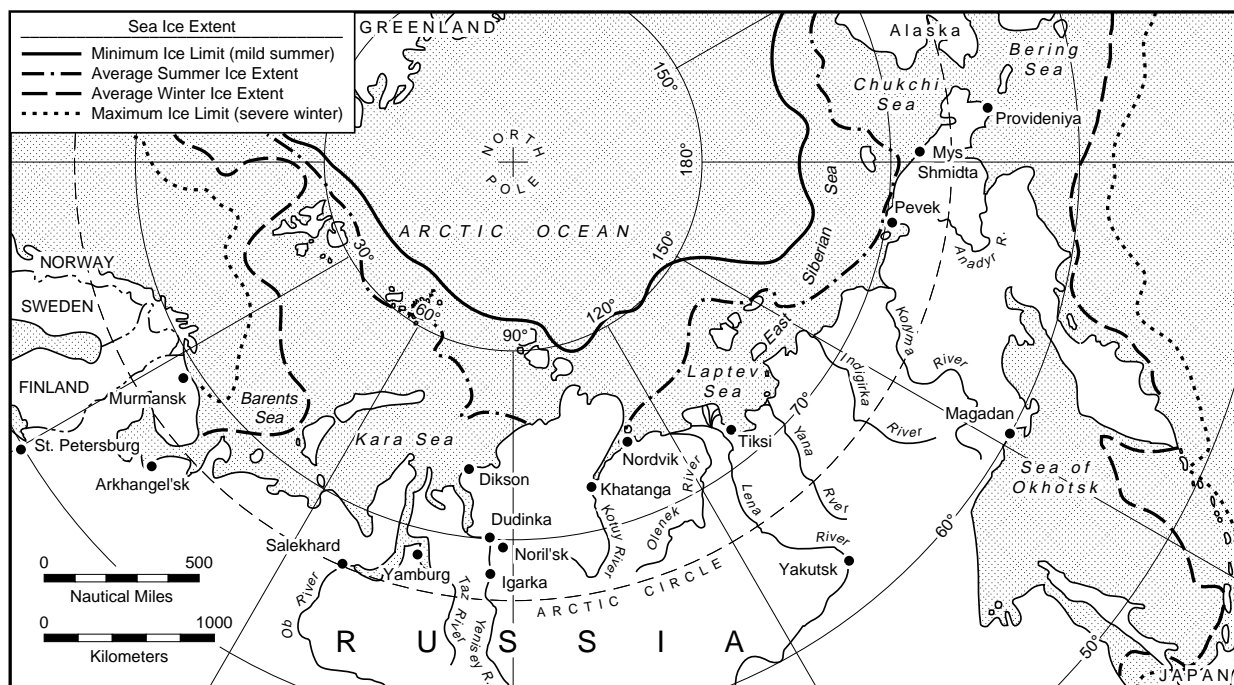 Sea Ice Extent
Minimum Ice Limit (mild summer)
Average Summer Ice Extent
Average Winter Ice Extent
Maximum Ice Limit (severe winter)
GREENLAND
Alaska
Bering
Sea
Chukchi
Sea
Provideniya
150°
180°
NORTH
POLE
Mys
Shmidta
Pevek
Anadyr R.
ARCTIC OCEAN
150°
East
Siberian
Sea
30°
60°
90°
120°
NORWAY
SWEDEN
FINLAND
Murmansk
Barents
Sea
St. Petersburg
Arkhangel'sk
Kara Sea
Laptev
Sea
Indigirka
River
Kolyma
River
70°
Magadan
Sea of
Okhotsk
Tiksi
Yana
Rver
Nordvik
Dikson
Khatanga
Olenek
River
Lena
River
Kotuy River
Dudinka
Noril'sk
Salekhard
Yamburg
Igarka
Yakutsk
60°
ARCTIC CIRCLE
Ob River
Taz River
Yenisey R.
RUSSIA
50°
JAPAN
0 500
Nautical Miles
0 1000
Kilometers